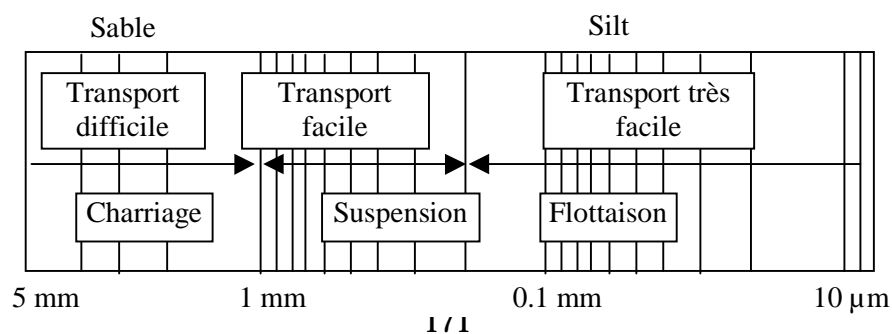 Sable Silt
Transport difficile
Transport facile
Transport très facile
Charriage Suspension Flottaison
5 mm 1 mm 0.1 mm 10 µm